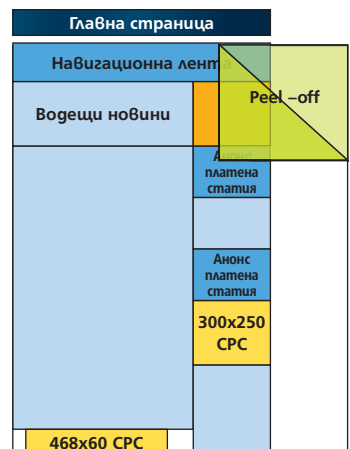 Главна страница
Навигационна лента
Peel –off
Водещи новини
Анонс
платена
статия
Анонс
платена
статия
300x250
CPC
468x60 CPC